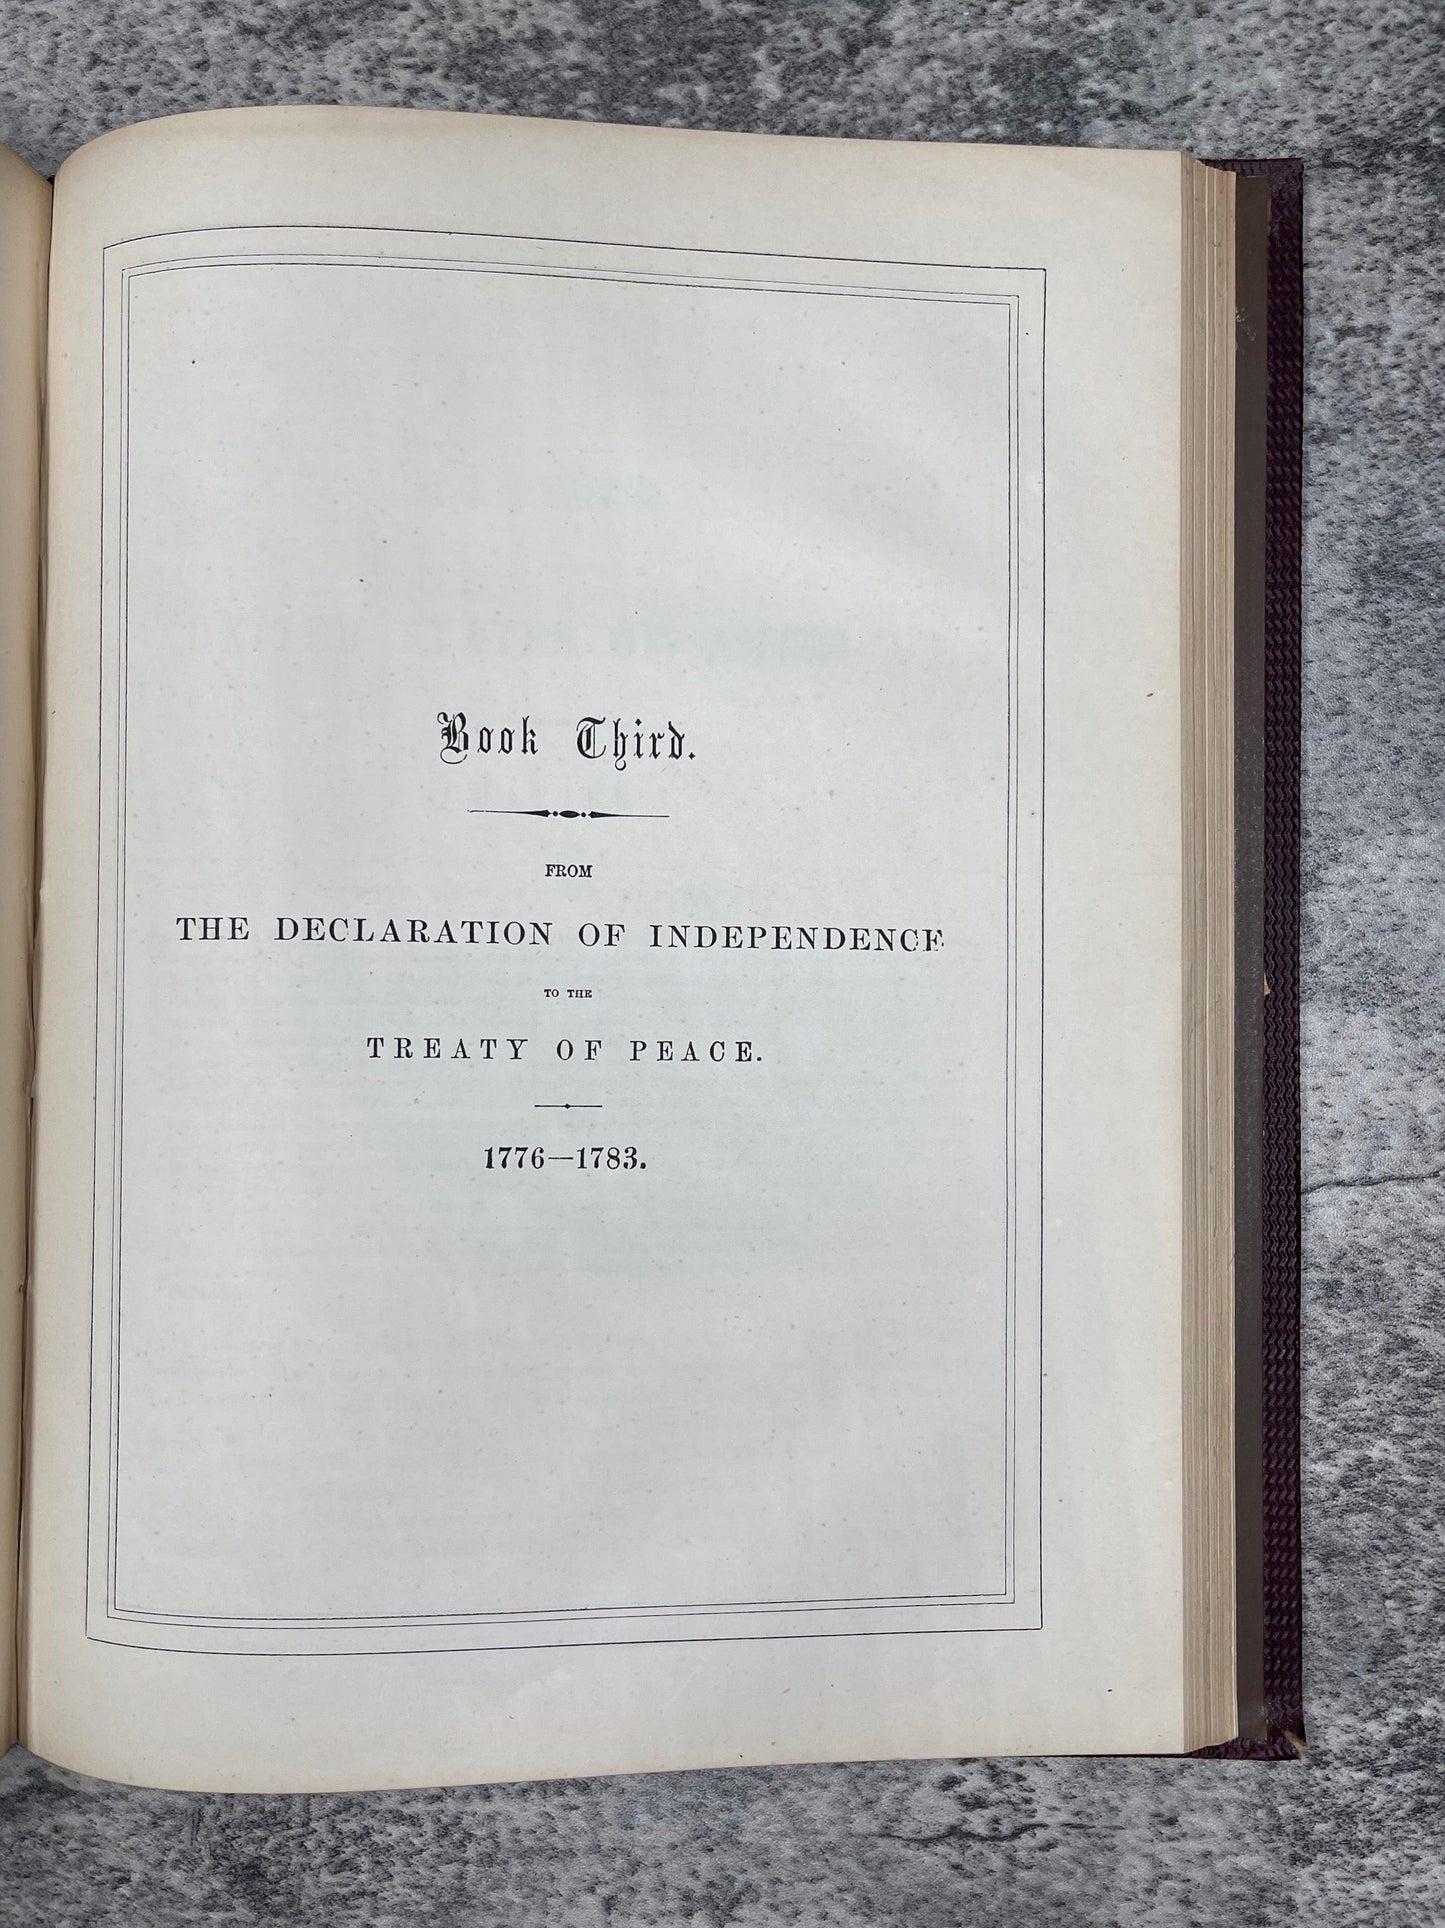 Book Third.
FROM
THE DECLARATION OF INDEPENDENCE
TO THE
TREATY OF PEACE.
1776—1783.